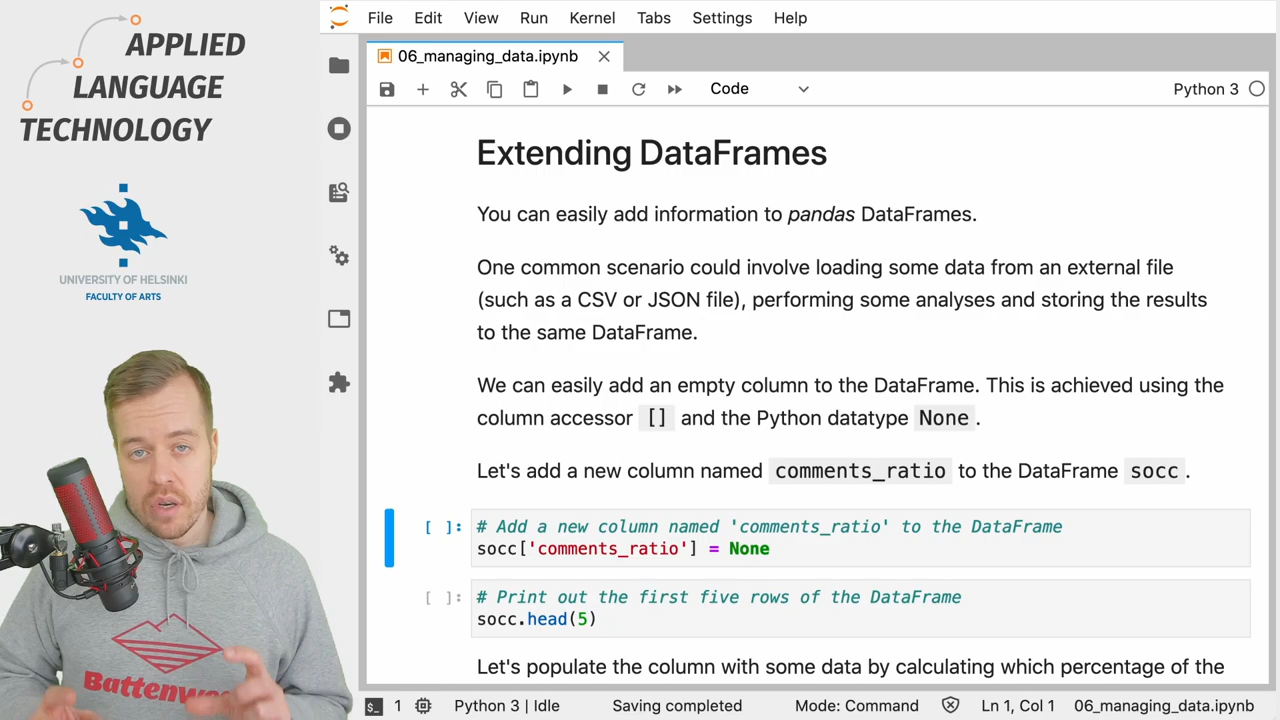 APPLIED
LANGUAGE
TECHNOLOGY
UNIVERSITY OF HELSINKI
FACULTY OF ARTS
File Edit View Run Kernel Tabs Settings Help
06_managing_data.ipynb
Code
Python 3
Extending DataFrames
You can easily add information to pandas DataFrames.
One common scenario could involve loading some data from an external file
(such as a CSV or JSON file), performing some analyses and storing the results
to the same DataFrame.
We can easily add an empty column to the DataFrame. This is achieved using the
column accessor [] and the Python datatype None.
Let's add a new column named comments_ratio to the DataFrame socc.
[ ]: # Add a new column named 'comments_ratio' to the DataFrame
socc['comments_ratio'] = None
[ ]: # Print out the first five rows of the DataFrame
socc.head(5)
Let's populate the column with some data by calculating which percentage of the
$_ 1 Python 3 | Idle Saving completed Mode: Command Ln 1, Col 1 06_managing_data.ipynb